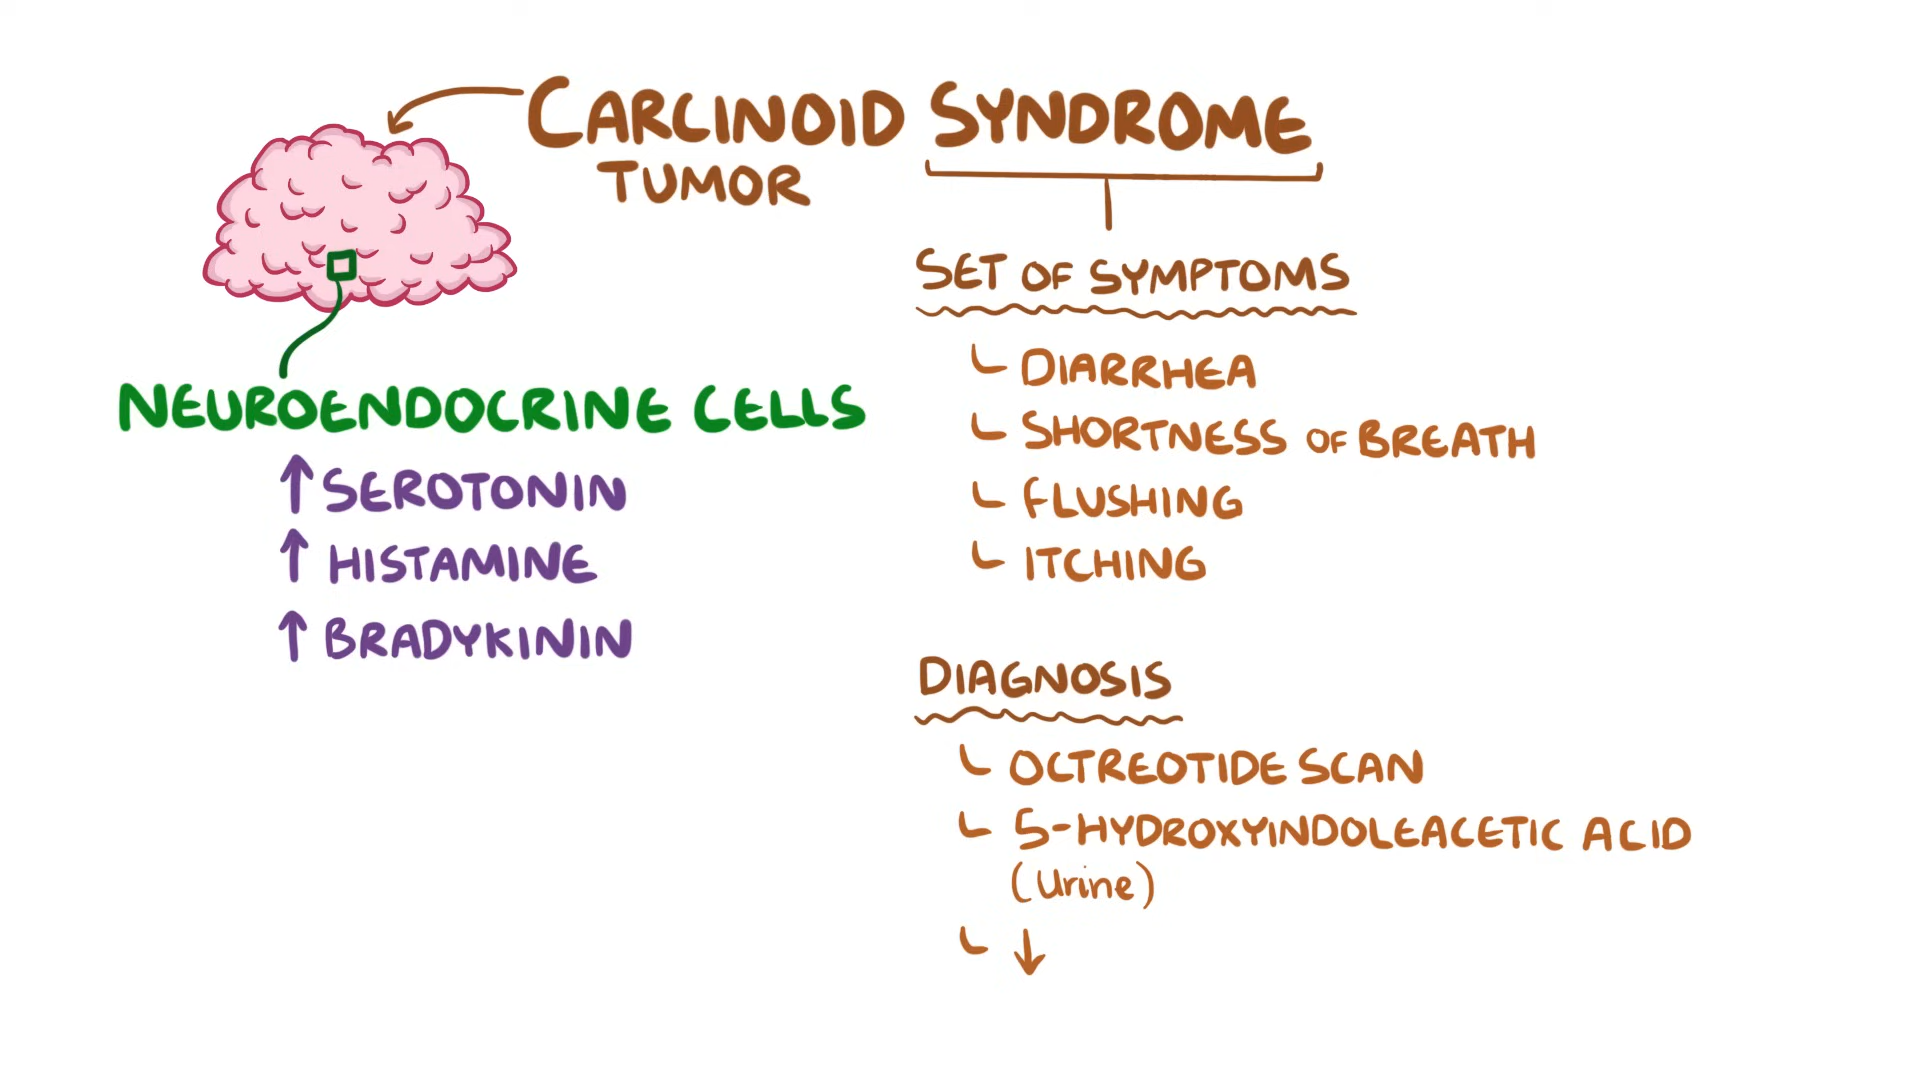 CARCINOID SYNDROME
TUMOR
NEUROENDOCRINE CELLS
↑ SEROTONIN
↑ HISTAMINE
↑ BRADYKININ
SET OF SYMPTOMS
DIARRHEA
SHORTNESS OF BREATH
FLUSHING
ITCHING
DIAGNOSIS
OCTREOTIDE SCAN
5-HYDROXYINDOLEACETIC ACID
(Urine)
↓